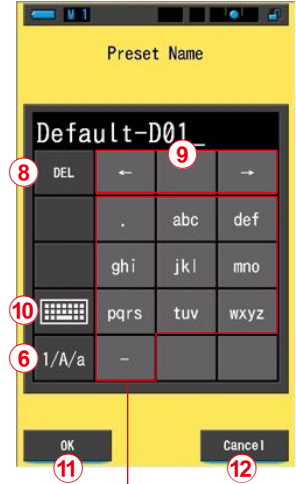 M 1
Preset Name
Default-D01_
8 DEL ← 9 →
. abc def
ghi jkl mno
10 pqrs tuv wxyz
6 1/A/a -
OK Cancel
11 12